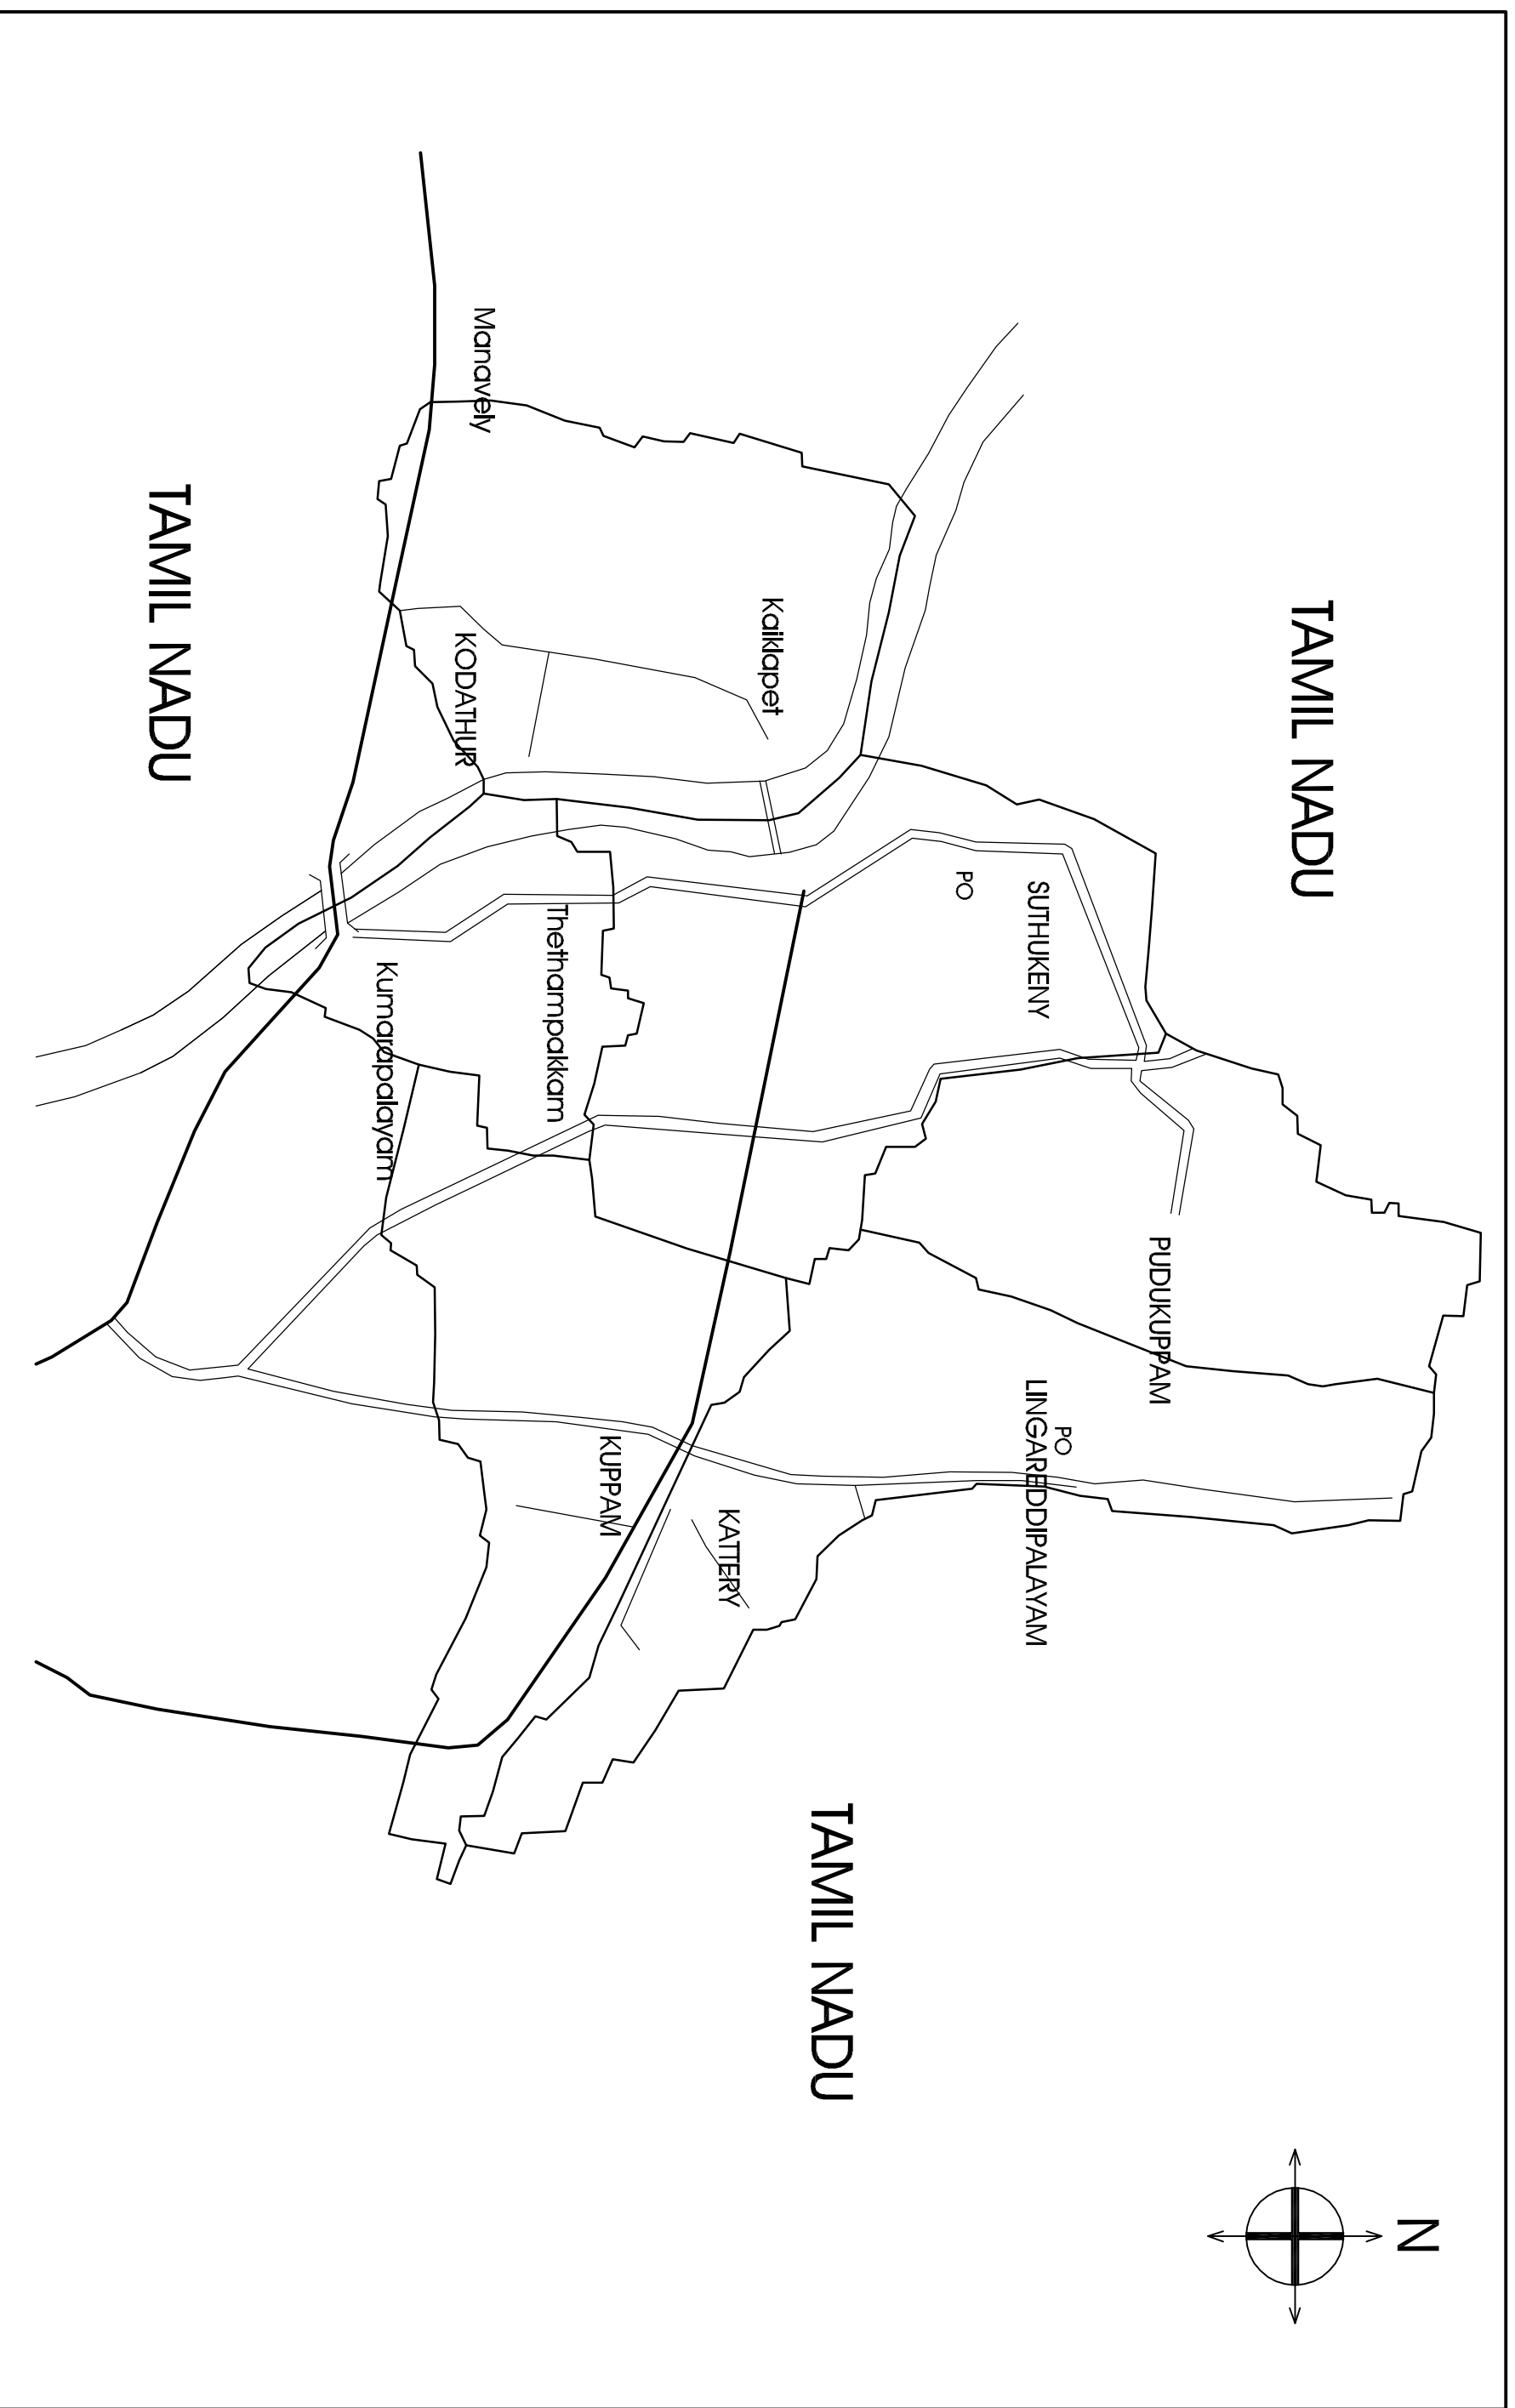 N
TAMIL NADU
PUDUKUPPAM
PO
SUTHUKENY
LINGAREDDIPALAYAM
PO
TAMIL NADU
Kaiklapet
KATTERY
KUPPAM
Thethampakkam
Manavely
KODATHUR
Kumarapalayam
TAMIL NADU